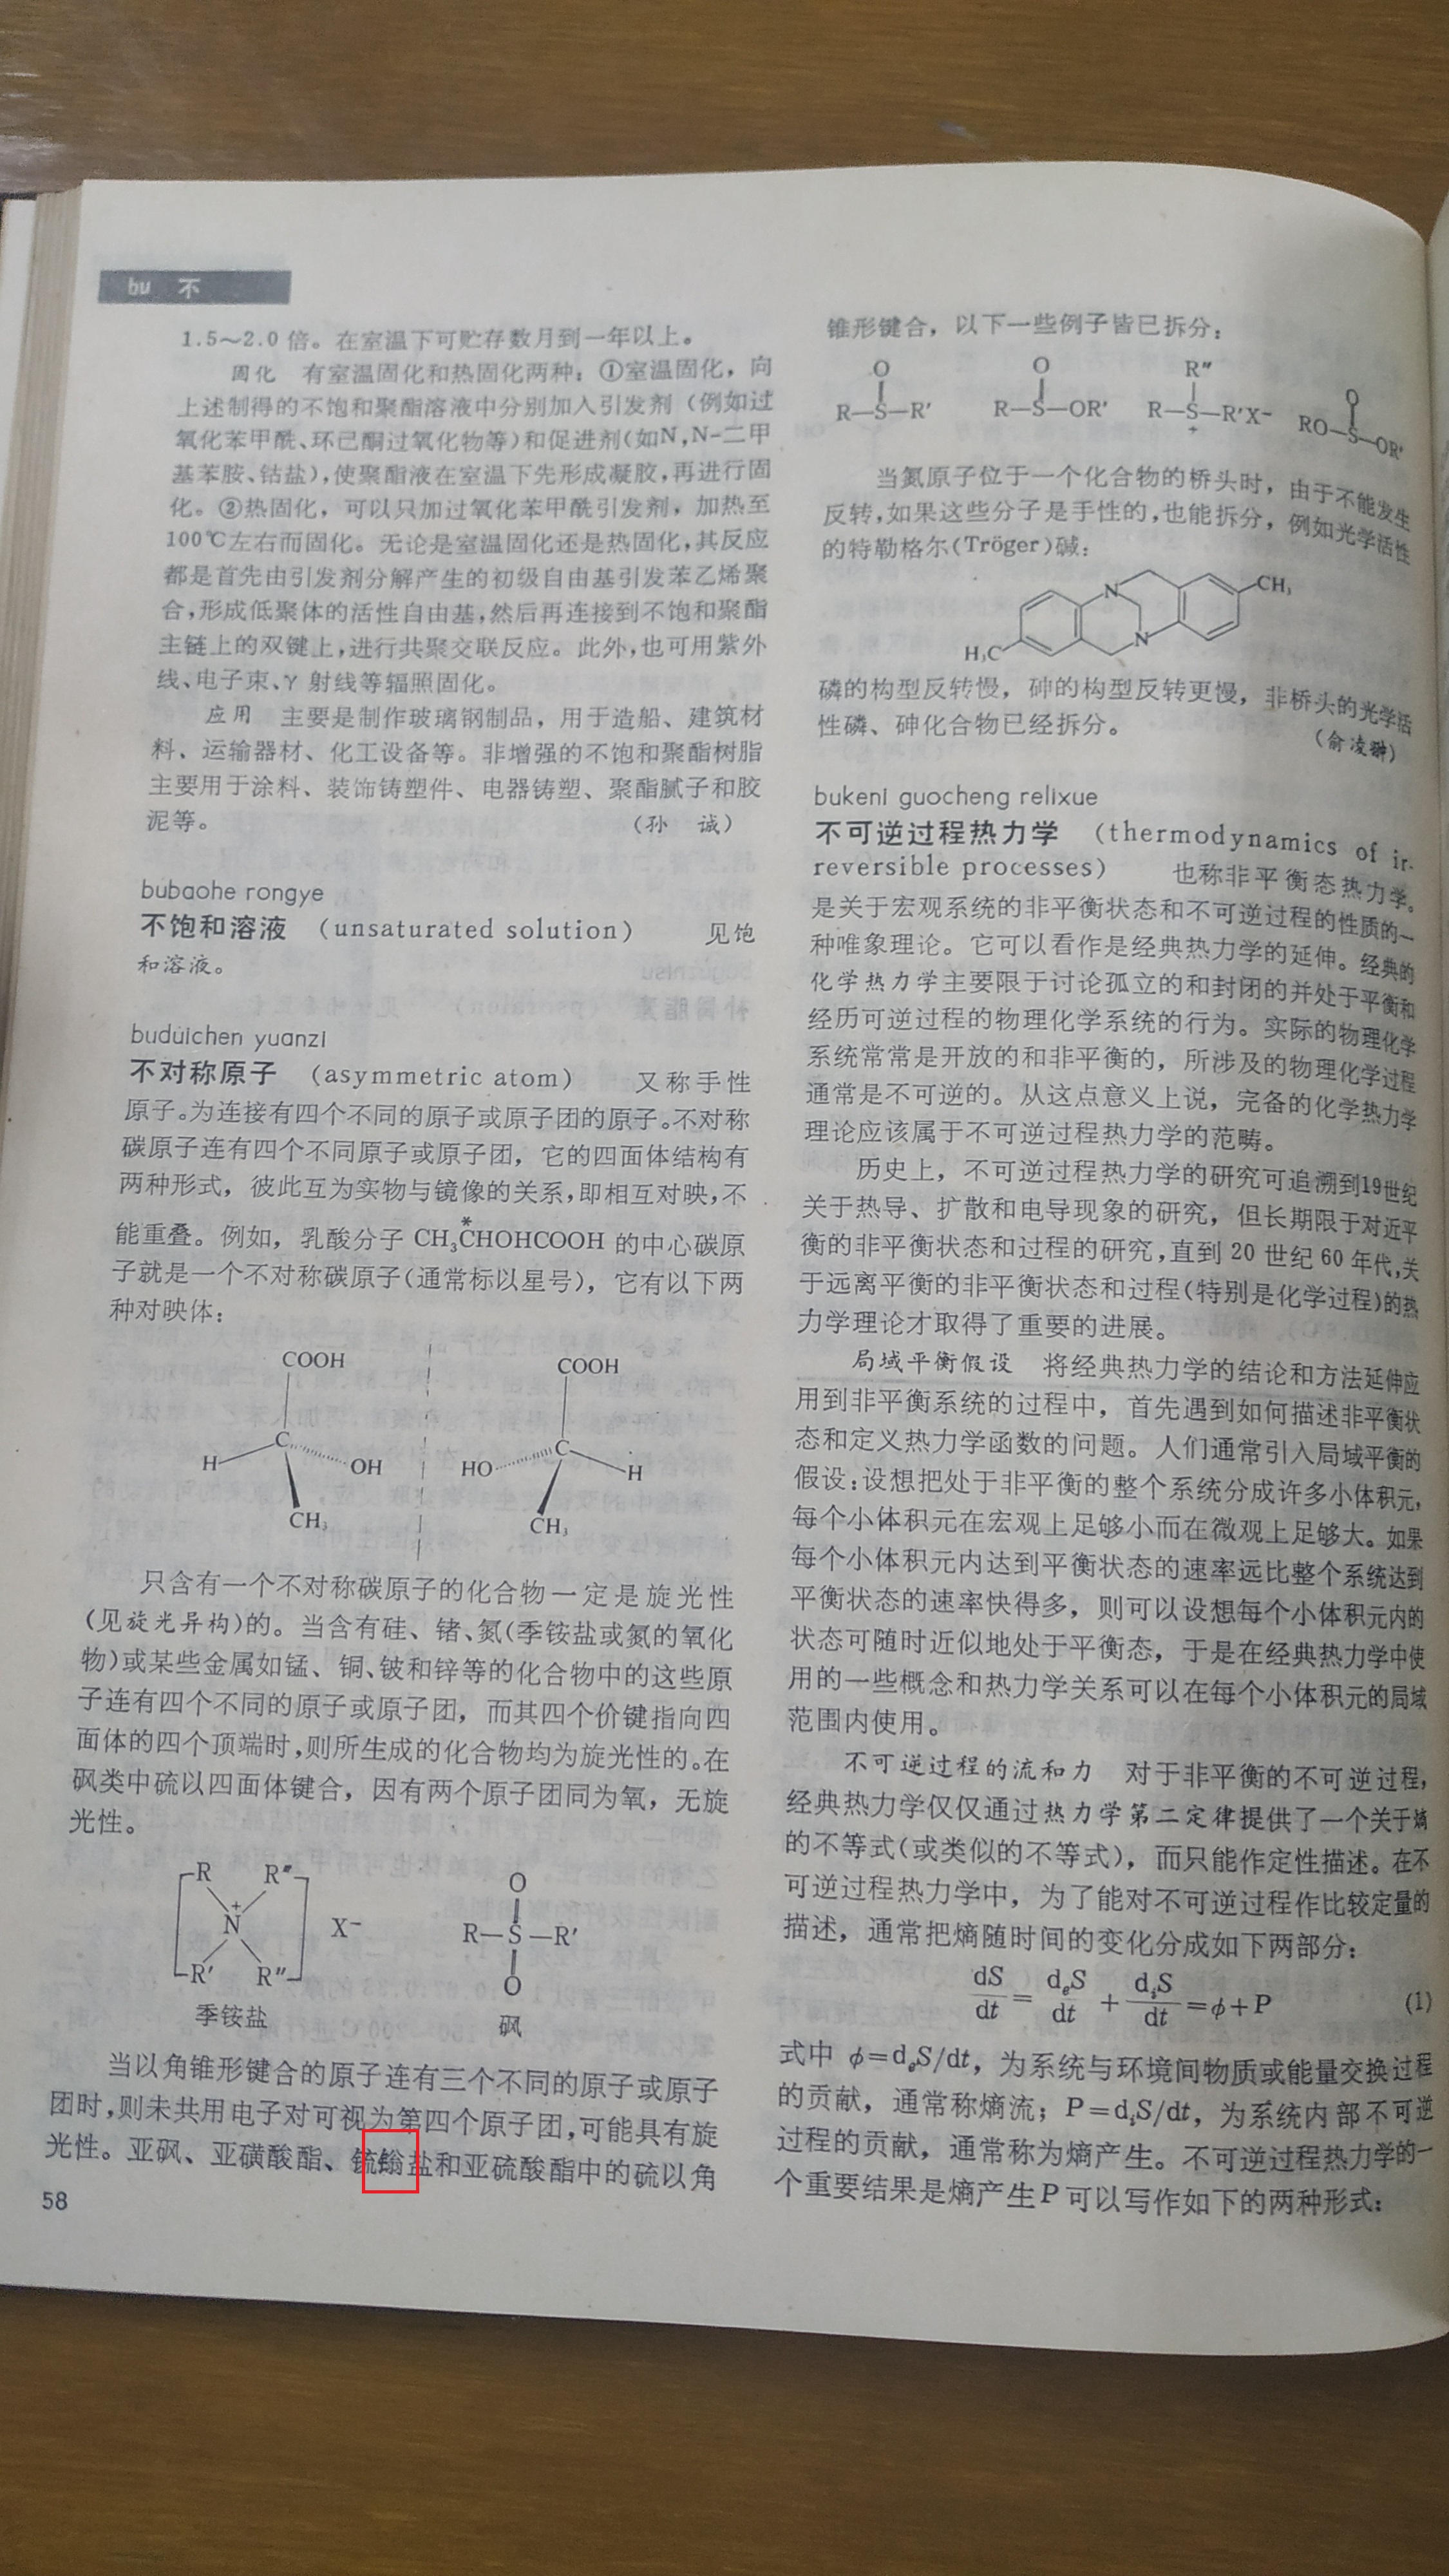 bu 不
1.5～2.0 倍。在室温下可贮存数月到一年以上。
固化 有室温固化和热固化两种：①室温固化，向
上述制得的不饱和聚酯溶液中分别加入引发剂（例如过
氧化苯甲酰、环己酮过氧化物等）和促进剂（如N,N-二甲
基苯胺、钴盐），使聚酯液在室温下先形成凝胶，再进行固
化。②热固化，可以只加过氧化苯甲酰引发剂，加热至
100℃左右而固化。无论是室温固化还是热固化，其反应
都是首先由引发剂分解产生的初级自由基引发苯乙烯聚
合，形成低聚体的活性自由基，然后再连接到不饱和聚酯
主链上的双键上，进行共聚交联反应。此外，也可用紫外
线、电子束、γ 射线等辐照固化。
应用 主要是制作玻璃钢制品，用于造船、建筑材
料、运输器材、化工设备等。非增强的不饱和聚酯树脂
主要用于涂料、装饰铸塑件、电器铸塑、聚酯腻子和胶
泥等。 （孙 诚）
bubaohe rongye
不饱和溶液 （unsaturated solution） 见饱
和溶液。
buduichen yuanzi
不对称原子 （asymmetric atom） 又称手性
原子。为连接有四个不同的原子或原子团的原子。不对称
碳原子连有四个不同原子或原子团，它的四面体结构有
两种形式，彼此互为实物与镜像的关系，即相互对映，不
能重叠。例如，乳酸分子 CH₃C*HOHCOOH 的中心碳原
子就是一个不对称碳原子（通常标以星号），它有以下两
种对映体：
COOH COOH
C C
H OH HO H
CH₃ CH₃
只含有一个不对称碳原子的化合物一定是旋光性
（见旋光异构）的。当含有硅、锗、氮（季铵盐或氮的氧化
物）或某些金属如锰、铜、铍和锌等的化合物中的这些原
子连有四个不同的原子或原子团，而其四个价键指向四
面体的四个顶端时，则所生成的化合物均为旋光性的。在
砜类中硫以四面体键合，因有两个原子团同为氧，无旋
光性。
R R″ O
N⁺ X⁻ R—S—R′
R′ R‴ O
季铵盐 砜
当以角锥形键合的原子连有三个不同的原子或原子
团时，则未共用电子对可视为第四个原子团，可能具有旋
光性。亚砜、亚磺酸酯、锍鎓盐和亚硫酸酯中的硫以角
58
锥形键合，以下一些例子皆已拆分：
O O R″ O
R—S—R′ R—S—OR′ R—S⁺—R′X⁻ RO—S—OR′
当氮原子位于一个化合物的桥头时，由于不能发生
反转，如果这些分子是手性的，也能拆分，例如光学活性
的特勒格尔（Tröger）碱：
N CH₃
H₃C N
磷的构型反转慢，砷的构型反转更慢，非桥头的光学活
性磷、砷化合物已经拆分。 （俞凌翀）
bukeni guocheng relixue
不可逆过程热力学 （thermodynamics of ir-
reversible processes） 也称非平衡态热力学。
是关于宏观系统的非平衡状态和不可逆过程的性质的一
种唯象理论。它可以看作是经典热力学的延伸。经典的
化学热力学主要限于讨论孤立的和封闭的并处于平衡和
经历可逆过程的物理化学系统的行为。实际的物理化学
系统常常是开放的和非平衡的，所涉及的物理化学过程
通常是不可逆的。从这点意义上说，完备的化学热力学
理论应该属于不可逆过程热力学的范畴。
历史上，不可逆过程热力学的研究可追溯到19世纪
关于热导、扩散和电导现象的研究，但长期限于对近平
衡的非平衡状态和过程的研究，直到 20 世纪 60 年代，关
于远离平衡的非平衡状态和过程（特别是化学过程）的热
力学理论才取得了重要的进展。
局域平衡假设 将经典热力学的结论和方法延伸应
用到非平衡系统的过程中，首先遇到如何描述非平衡状
态和定义热力学函数的问题。人们通常引入局域平衡的
假设：设想把处于非平衡的整个系统分成许多小体积元，
每个小体积元在宏观上足够小而在微观上足够大。如果
每个小体积元内达到平衡状态的速率远比整个系统达到
平衡状态的速率快得多，则可以设想每个小体积元内的
状态可随时近似地处于平衡态，于是在经典热力学中使
用的一些概念和热力学关系可以在每个小体积元的局域
范围内使用。
不可逆过程的流和力 对于非平衡的不可逆过程，
经典热力学仅仅通过热力学第二定律提供了一个关于熵
的不等式（或类似的不等式），而只能作定性描述。在不
可逆过程热力学中，为了能对不可逆过程作比较定量的
描述，通常把熵随时间的变化分成如下两部分：
dS/dt = dₑS/dt + dᵢS/dt = φ+P (1)
式中 φ=dₑS/dt，为系统与环境间物质或能量交换过程
的贡献，通常称熵流；P=dᵢS/dt，为系统内部不可逆
过程的贡献，通常称为熵产生。不可逆过程热力学的一
个重要结果是熵产生P可以写作如下的两种形式：